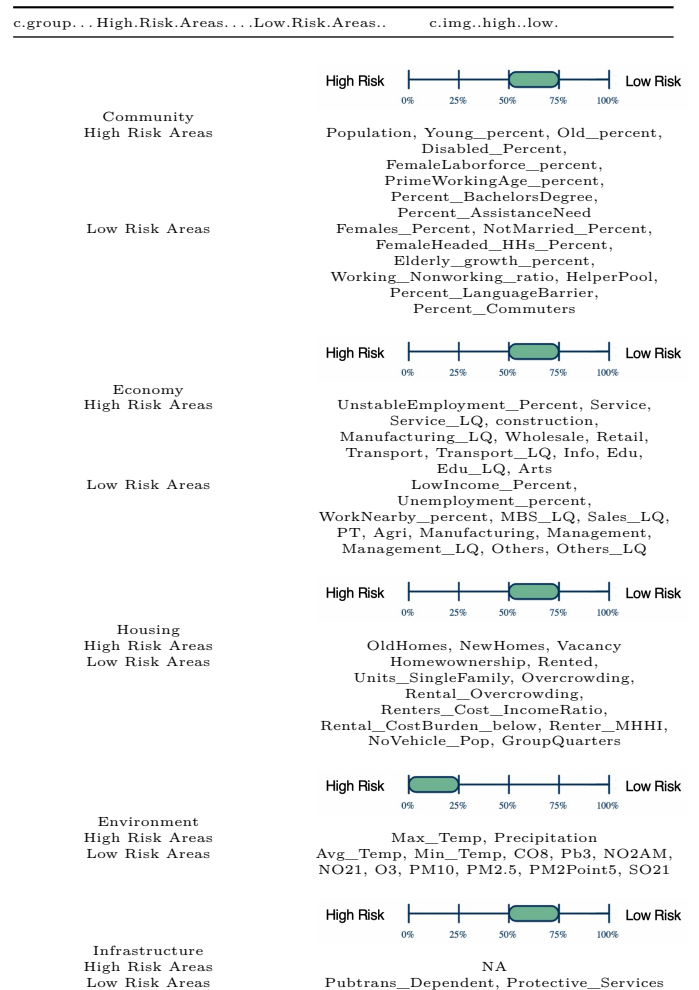 c.group...High.Risk.Areas....Low.Risk.Areas.. c.img..high..low.
High Risk Low Risk
0% 25% 50% 75% 100%
Community
High Risk Areas Population, Young_percent, Old_percent,
Disabled_Percent,
FemaleLaborforce_percent,
PrimeWorkingAge_percent,
Percent_BachelorsDegree,
Percent_AssistanceNeed
Low Risk Areas Females_Percent, NotMarried_Percent,
FemaleHeaded_HHs_Percent,
Elderly_growth_percent,
Working_Nonworking_ratio, HelperPool,
Percent_LanguageBarrier,
Percent_Commuters
High Risk Low Risk
0% 25% 50% 75% 100%
Economy
High Risk Areas UnstableEmployment_Percent, Service,
Service_LQ, construction,
Manufacturing_LQ, Wholesale, Retail,
Transport, Transport_LQ, Info, Edu,
Edu_LQ, Arts
Low Risk Areas LowIncome_Percent,
Unemployment_percent,
WorkNearby_percent, MBS_LQ, Sales_LQ,
PT, Agri, Manufacturing, Management,
Management_LQ, Others, Others_LQ
High Risk Low Risk
0% 25% 50% 75% 100%
Housing
High Risk Areas OldHomes, NewHomes, Vacancy
Low Risk Areas Homewownership, Rented,
Units_SingleFamily, Overcrowding,
Rental_Overcrowding,
Renters_Cost_IncomeRatio,
Rental_CostBurden_below, Renter_MHHI,
NoVehicle_Pop, GroupQuarters
High Risk Low Risk
0% 25% 50% 75% 100%
Environment
High Risk Areas Max_Temp, Precipitation
Low Risk Areas Avg_Temp, Min_Temp, CO8, Pb3, NO2AM,
NO21, O3, PM10, PM2.5, PM2Point5, SO21
High Risk Low Risk
0% 25% 50% 75% 100%
Infrastructure
High Risk Areas NA
Low Risk Areas Pubtrans_Dependent, Protective_Services